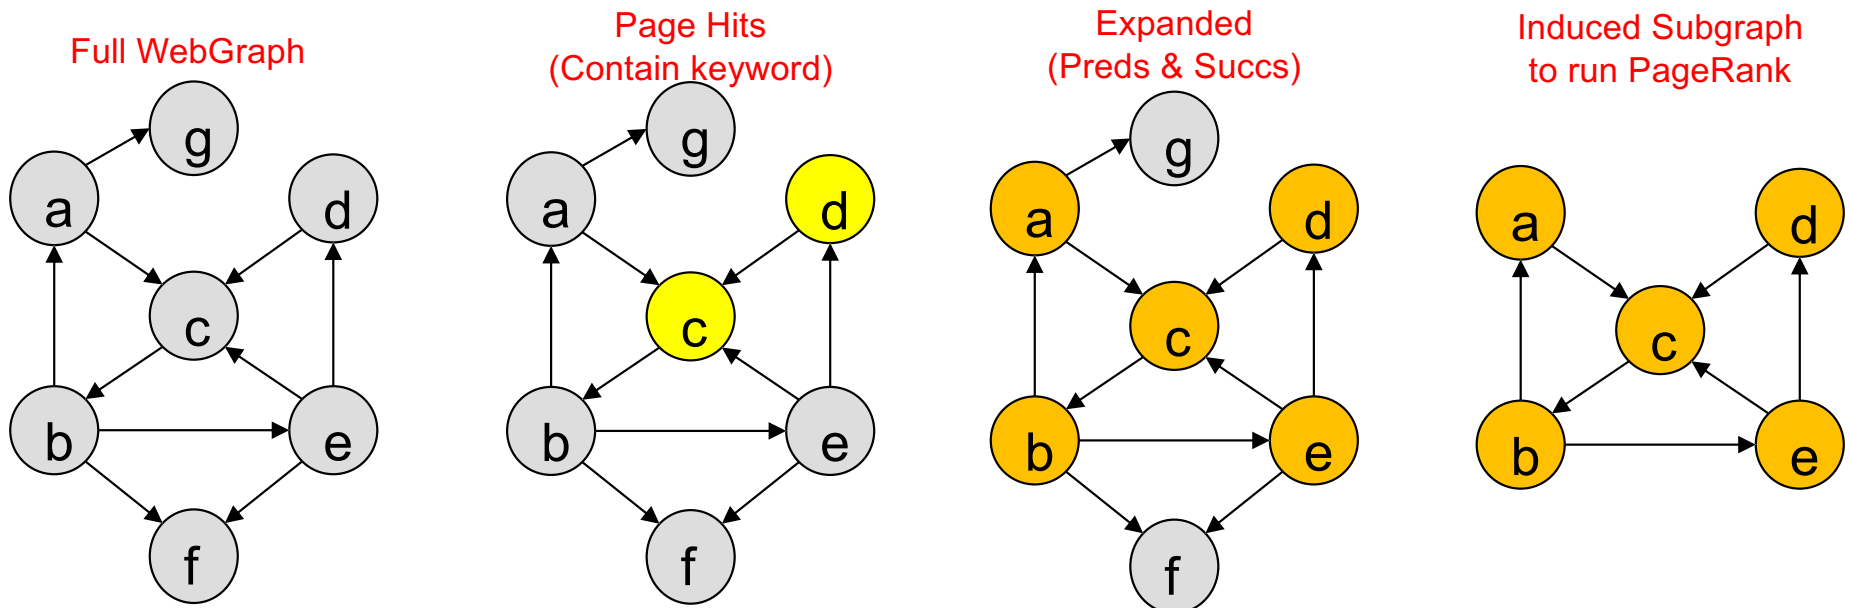 Full WebGraph
g
a
d
c
b
e
f
Page Hits
(Contain keyword)
g
a
d
c
b
e
f
Expanded
(Preds & Succs)
g
a
d
c
b
e
f
Induced Subgraph
to run PageRank
a
d
c
b
e